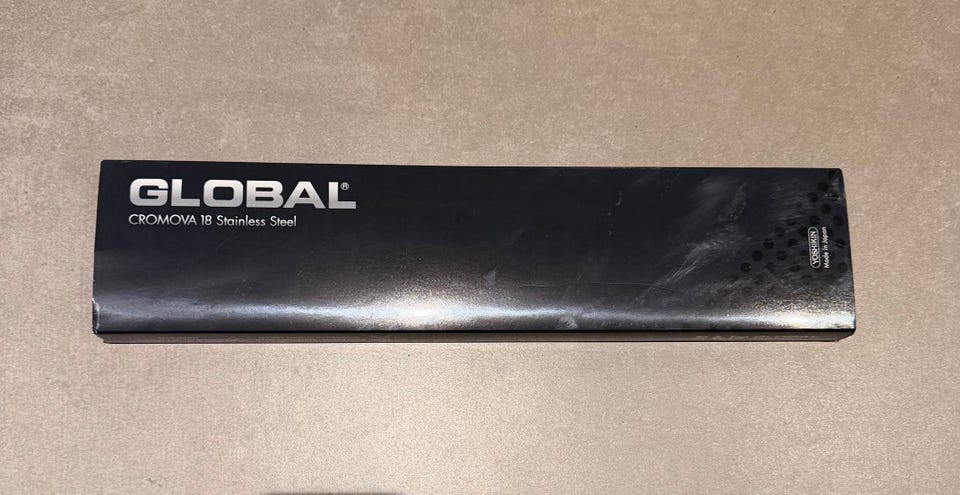 GLOBAL®
CROMOVA 18 Stainless Steel
YOSHIKIN
Made in Japan